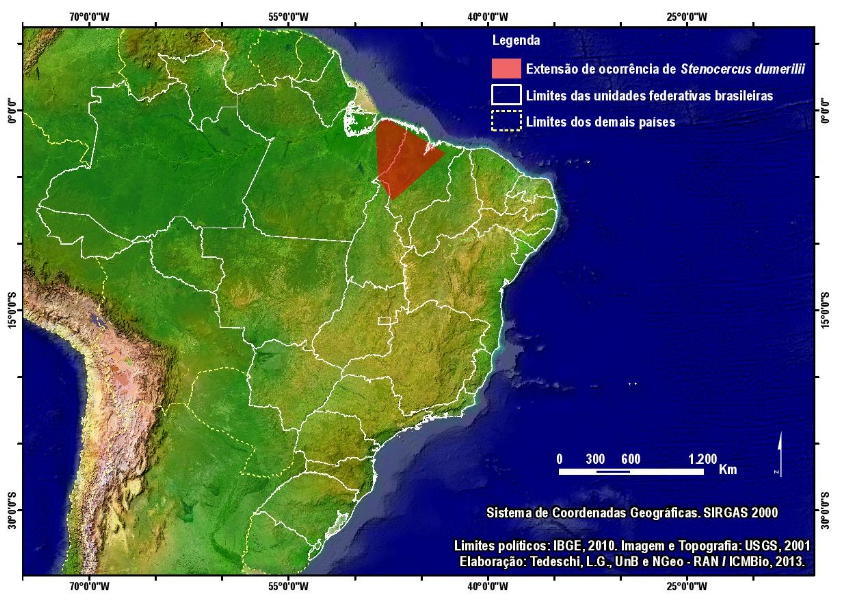 70°0'0"W 55°0'0"W 40°0'0"W 25°0'0"W
Legenda
Extensão de ocorrência de Stenocercus dumerilii
Limites das unidades federativas brasileiras
Limites dos demais países
0°0'0" 0°0'0"
15°0'0"S 15°0'0"S
30°0'0"S 30°0'0"S
0 300 600 1.200
Km
N
Sistema de Coordenadas Geográficas. SIRGAS 2000
Limites políticos: IBGE, 2010. Imagem e Topografia: USGS, 2001
Elaboração: Tedeschi, L.G., UnB e NGeo - RAN / ICMBio, 2013.
70°0'0"W 55°0'0"W 40°0'0"W 25°0'0"W